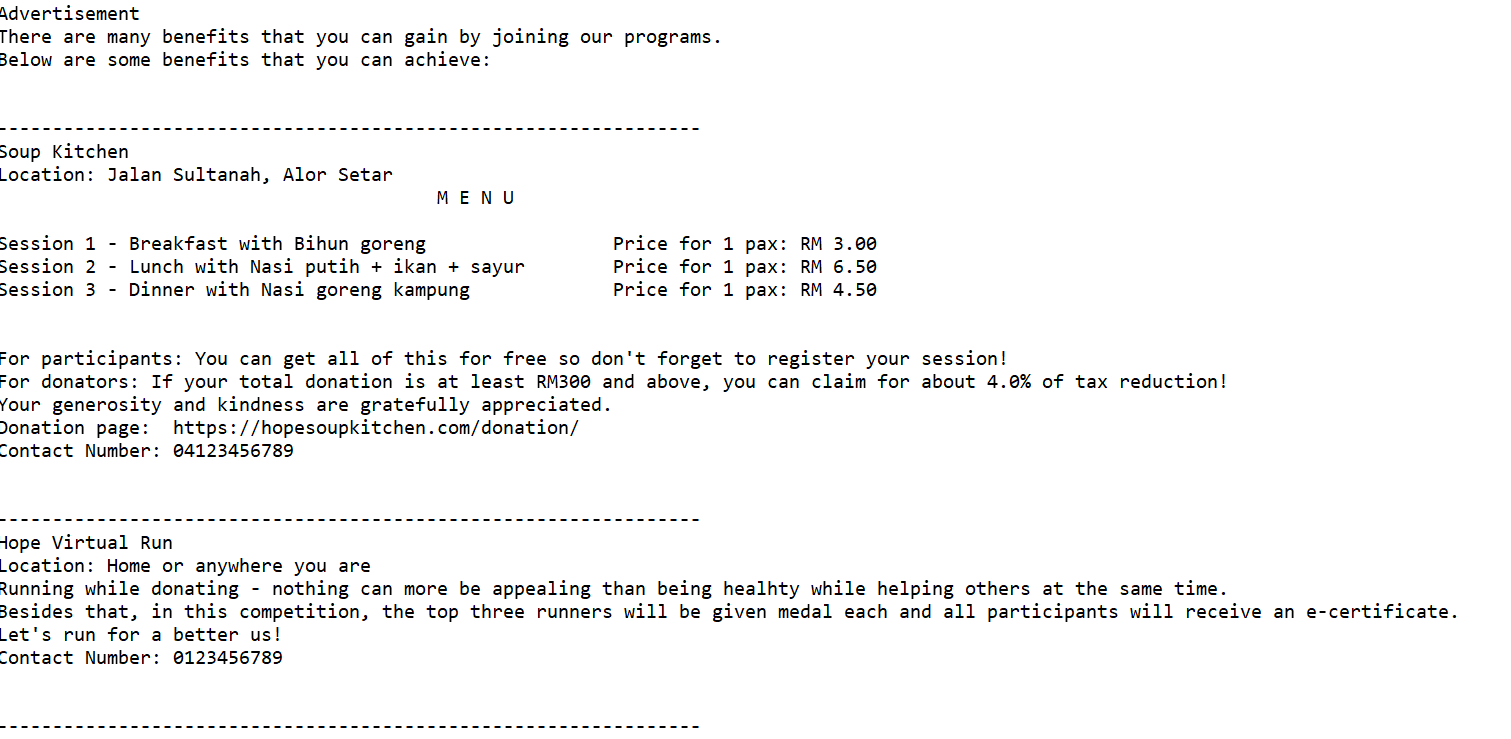 Advertisement
There are many benefits that you can gain by joining our programs.
Below are some benefits that you can achieve:
----------------------------------------------------------------
Soup Kitchen
Location: Jalan Sultanah, Alor Setar
M E N U
Session 1 - Breakfast with Bihun goreng Price for 1 pax: RM 3.00
Session 2 - Lunch with Nasi putih + ikan + sayur Price for 1 pax: RM 6.50
Session 3 - Dinner with Nasi goreng kampung Price for 1 pax: RM 4.50
For participants: You can get all of this for free so don't forget to register your session!
For donators: If your total donation is at least RM300 and above, you can claim for about 4.0% of tax reduction!
Your generosity and kindness are gratefully appreciated.
Donation page:  https://hopesoupkitchen.com/donation/
Contact Number: 04123456789
----------------------------------------------------------------
Hope Virtual Run
Location: Home or anywhere you are
Running while donating - nothing can more be appealing than being healhty while helping others at the same time.
Besides that, in this competition, the top three runners will be given medal each and all participants will receive an e-certificate.
Let's run for a better us!
Contact Number: 0123456789
----------------------------------------------------------------